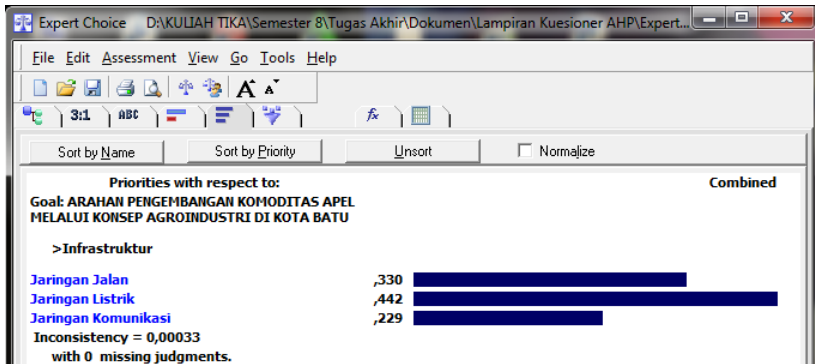 Expert Choice D:\KULIAH TIKA\Semester 8\Tugas Akhir\Dokumen\Lampiran Kuesioner AHP\Expert...
File Edit Assessment View Go Tools Help
A A
3:1 ABC fx
Sort by Name Sort by Priority Unsort Normalize
Priorities with respect to: Combined
Goal: ARAHAN PENGEMBANGAN KOMODITAS APEL
MELALUI KONSEP AGROINDUSTRI DI KOTA BATU
>Infrastruktur
Jaringan Jalan ,330
Jaringan Listrik ,442
Jaringan Komunikasi ,229
Inconsistency = 0,00033
with 0 missing judgments.